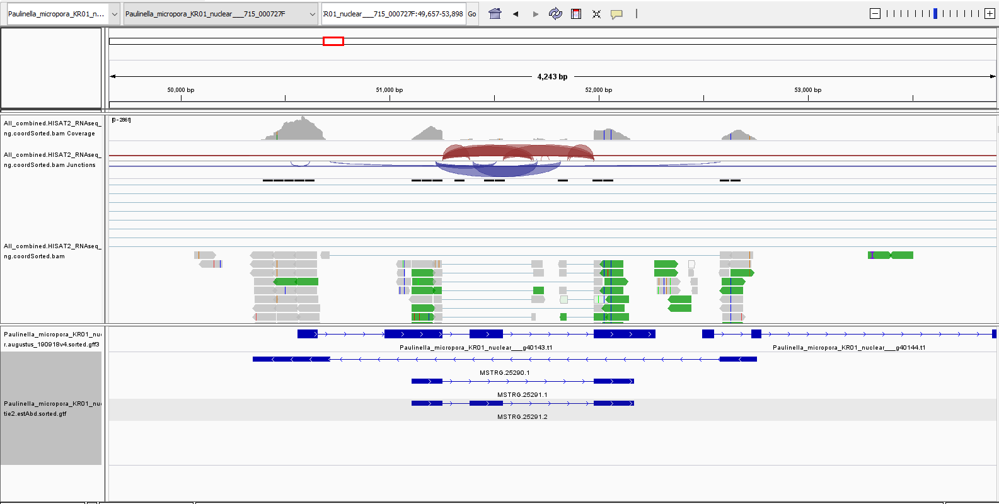 Paulinella_micropora_KR01_n... Paulinella_micropora_KR01_nuclear___715_000727F R01_nuclear___715_000727F:49,657-53,898 Go
4,243 bp
50,000 bp 51,000 bp 52,000 bp 53,000 bp
[0 - 2861]
All_combined.HISAT2_RNAseq_
ng.coordSorted.bam Coverage
All_combined.HISAT2_RNAseq_
ng.coordSorted.bam Junctions
All_combined.HISAT2_RNAseq_
ng.coordSorted.bam
Paulinella_micropora_KR01_nu
r.augustus_190918v4.sorted.gff3
Paulinella_micropora_KR01_nuclear___g40143.t1 Paulinella_micropora_KR01_nuclear___g40144.t1
MSTRG.25290.1
MSTRG.25291.1
Paulinella_micropora_KR01_nu
tie2.estAbd.sorted.gtf
MSTRG.25291.2